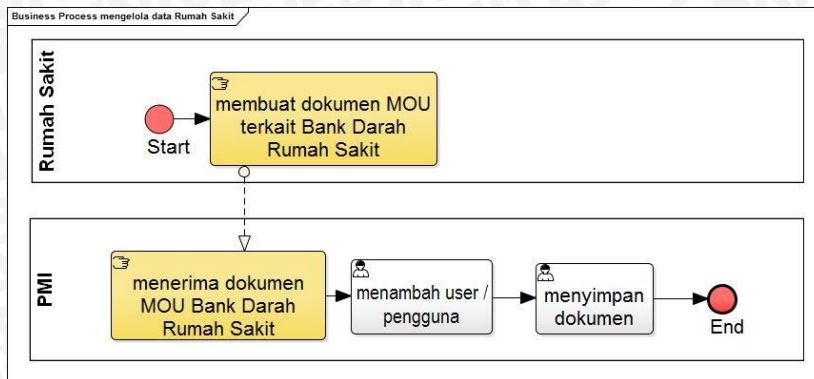 Business Process mengelola data Rumah Sakit
Rumah Sakit
Start
membuat dokumen MOU
terkait Bank Darah
Rumah Sakit
PMI
menerima dokumen
MOU Bank Darah
Rumah Sakit
menambah user /
pengguna
menyimpan
dokumen
End